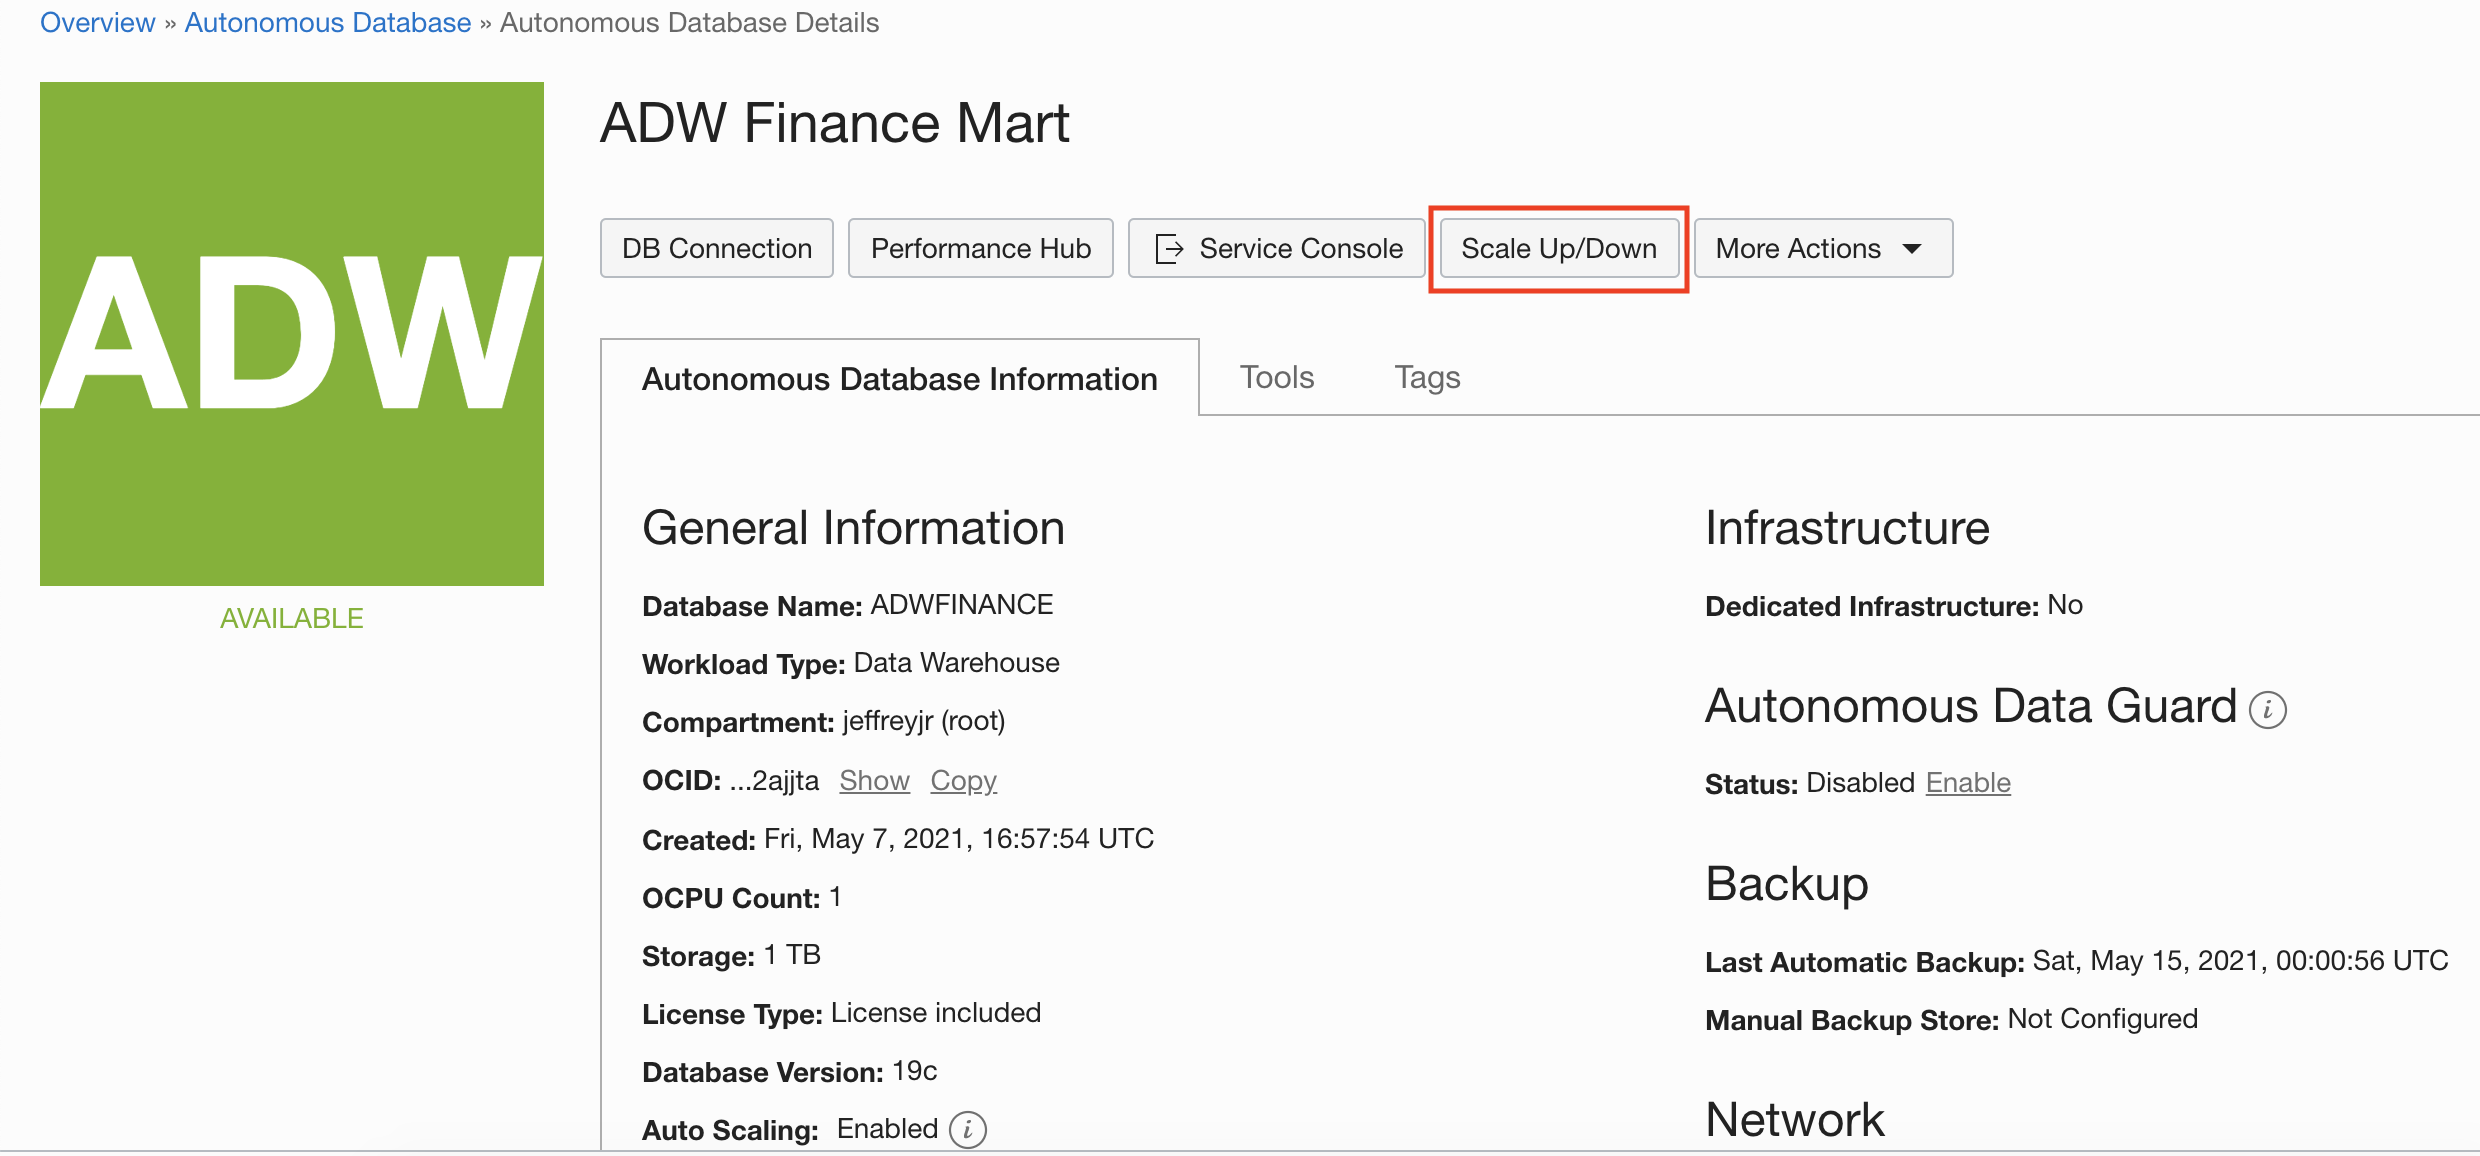 Overview » Autonomous Database » Autonomous Database Details
ADW
AVAILABLE
ADW Finance Mart
DB Connection
Performance Hub
Service Console
Scale Up/Down
More Actions
Autonomous Database Information
Tools
Tags
General Information
Database Name: ADWFINANCE
Workload Type: Data Warehouse
Compartment: jeffreyjr (root)
OCID: ...2ajjta Show Copy
Created: Fri, May 7, 2021, 16:57:54 UTC
OCPU Count: 1
Storage: 1 TB
License Type: License included
Database Version: 19c
Auto Scaling: Enabled i
Infrastructure
Dedicated Infrastructure: No
Autonomous Data Guard i
Status: Disabled Enable
Backup
Last Automatic Backup: Sat, May 15, 2021, 00:00:56 UTC
Manual Backup Store: Not Configured
Network